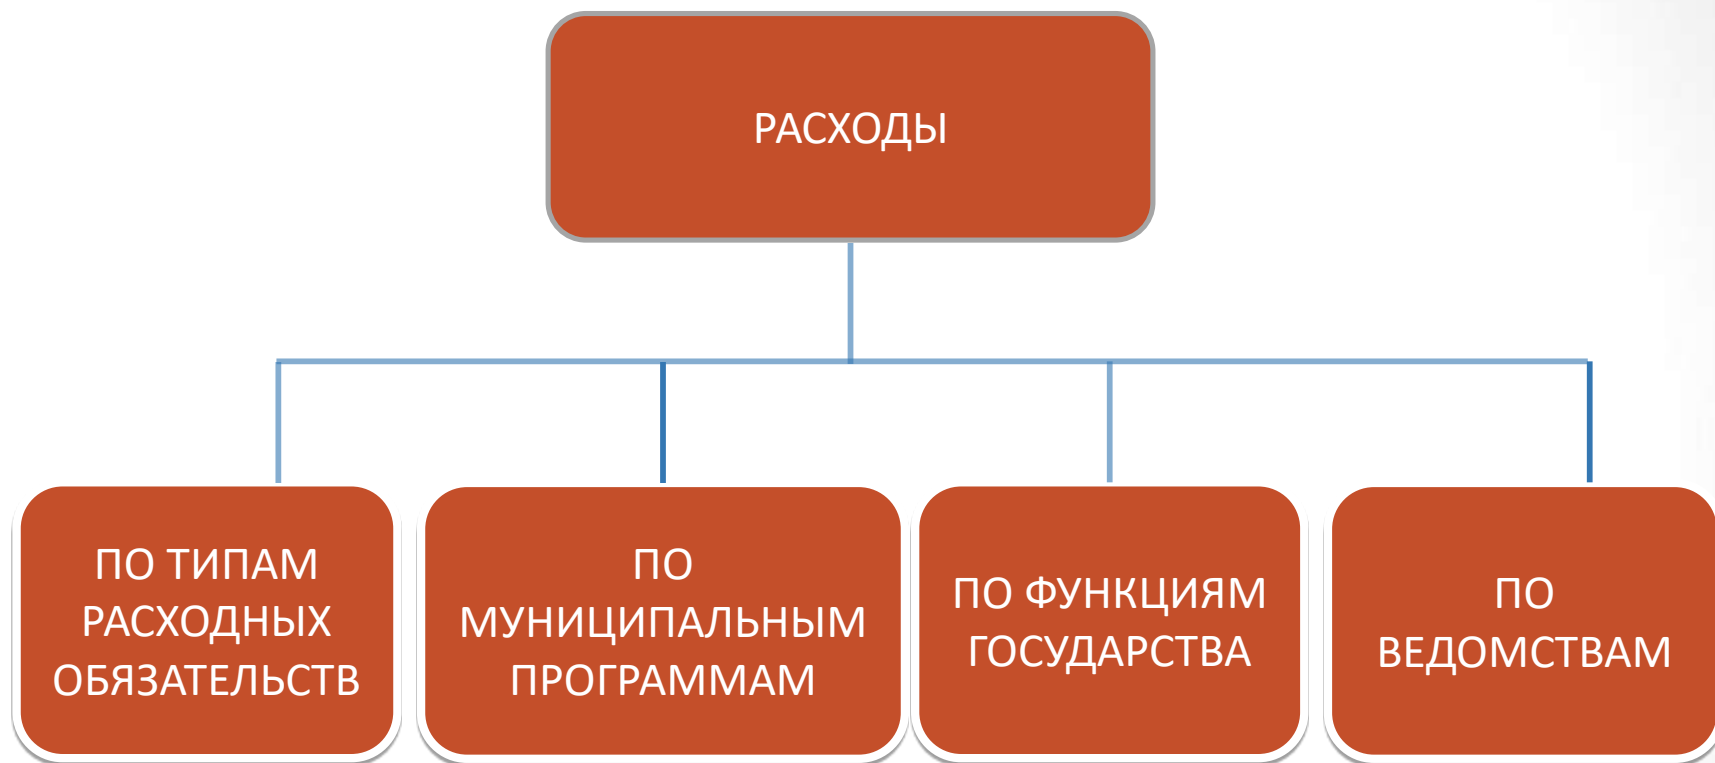 РАСХОДЫ
ПО ТИПАМ
РАСХОДНЫХ
ОБЯЗАТЕЛЬСТВ
ПО
МУНИЦИПАЛЬНЫМ
ПРОГРАММАМ
ПО ФУНКЦИЯМ
ГОСУДАРСТВА
ПО
ВЕДОМСТВАМ